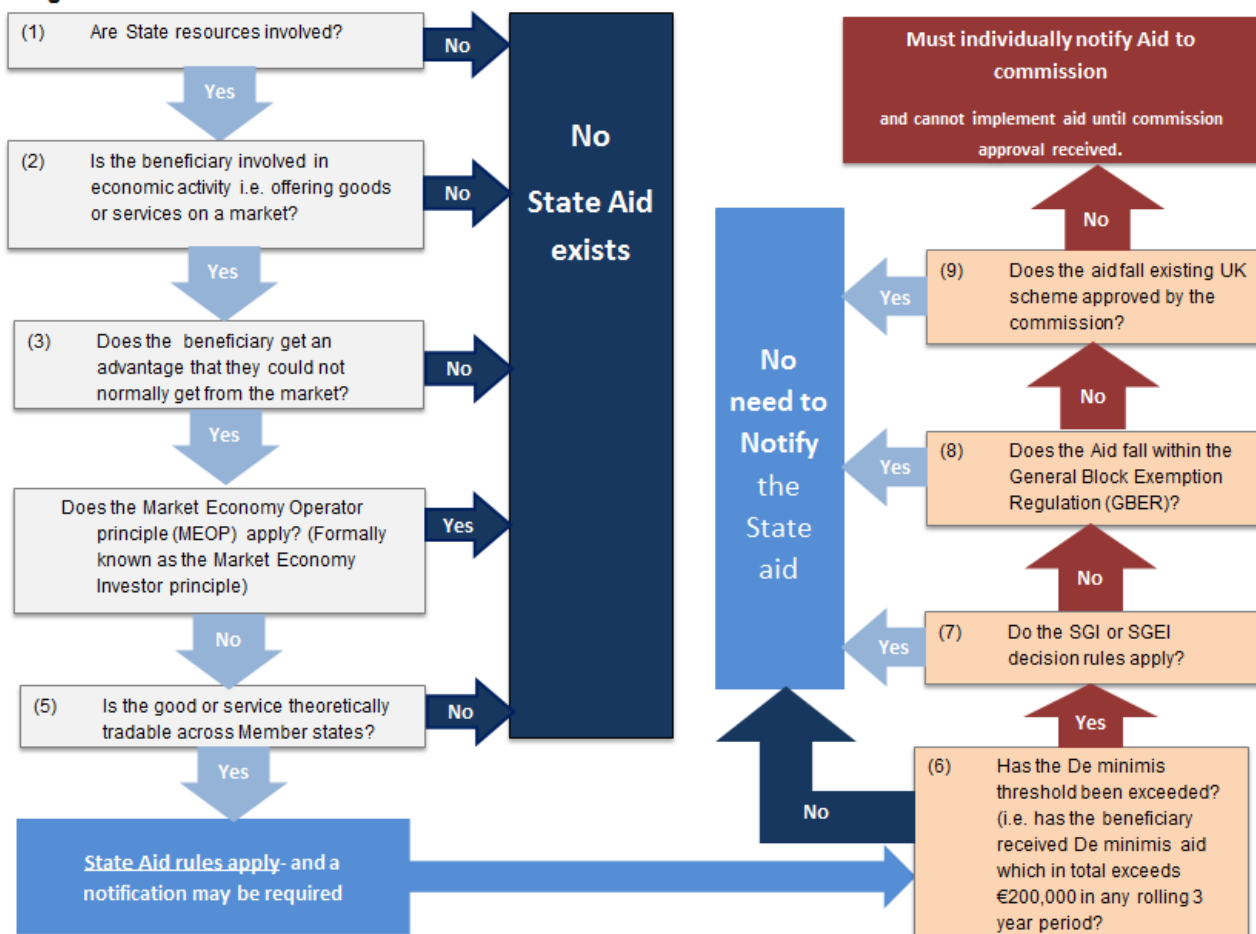 (1) Are State resources involved?
No
Yes
(2) Is the beneficiary involved in
economic activity i.e. offering goods
or services on a market?
No
Yes
(3) Does the beneficiary get an
advantage that they could not
normally get from the market?
No
Yes
Does the Market Economy Operator
principle (MEOP) apply? (Formally
known as the Market Economy
Investor principle)
Yes
No
(5) Is the good or service theoretically
tradable across Member states?
No
Yes
State Aid rules apply- and a
notification may be required
No
State Aid
exists
(6) Has the De minimis
threshold been exceeded?
(i.e. has the beneficiary
received De minimis aid
which in total exceeds
€200,000 in any rolling 3
year period?
No
Yes
(7) Do the SGI or SGEI
decision rules apply?
Yes
No
(8) Does the Aid fall within the
General Block Exemption
Regulation (GBER)?
Yes
No
(9) Does the aid fall existing UK
scheme approved by the
commission?
Yes
No
No
need to
Notify
the
State
aid
Must individually notify Aid to
commission
and cannot implement aid until commission
approval received.